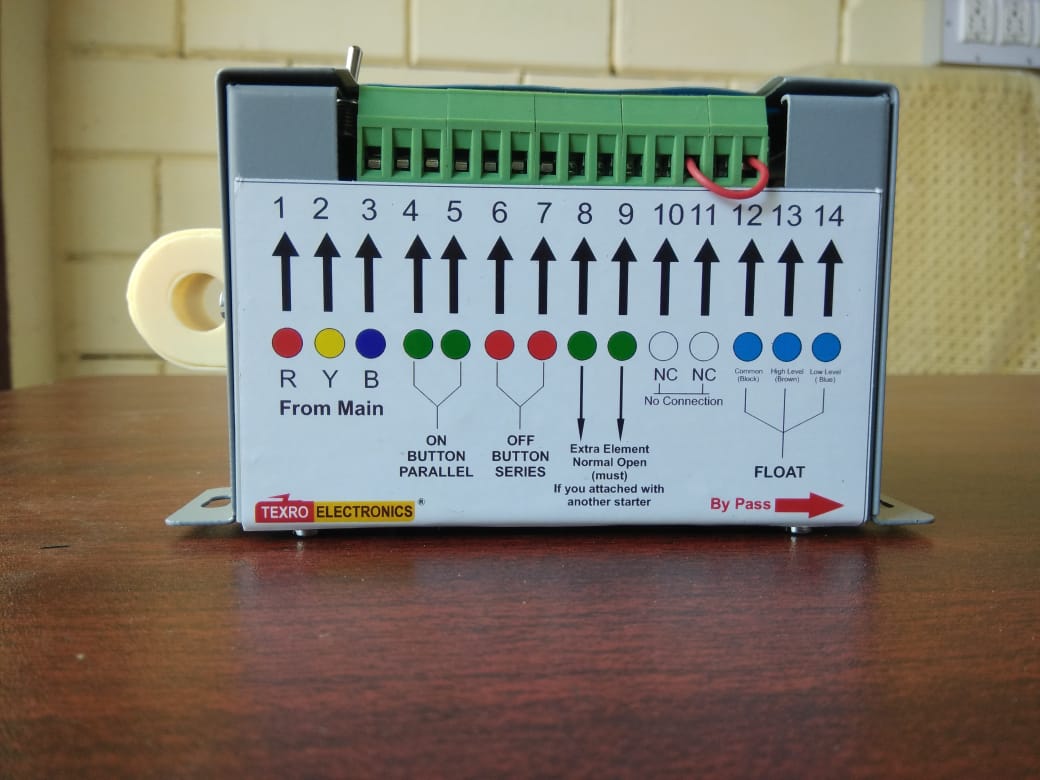 1 2 3 4 5 6 7 8 9 10 11 12 13 14
R Y B
From Main
ON
BUTTON
PARALLEL
OFF
BUTTON
SERIES
Extra Element
Normal Open
(must)
If you attached with
another starter
NC NC
No Connection
Common
(Block)
High Level
(Brown)
Low Level
( Blue)
FLOAT
TEXRO ELECTRONICS ®
By Pass